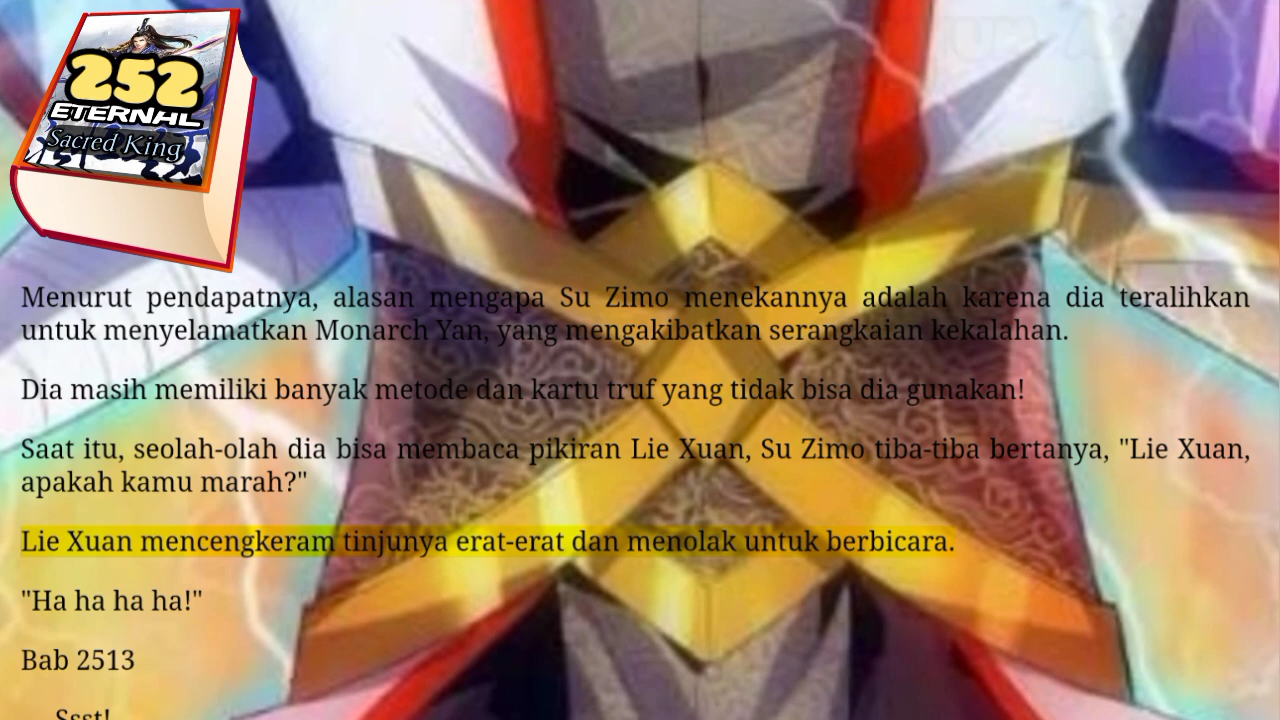 252
ETERNAL
Sacred King
Menurut pendapatnya, alasan mengapa Su Zimo menekannya adalah karena dia teralihkan
untuk menyelamatkan Monarch Yan, yang mengakibatkan serangkaian kekalahan.
Dia masih memiliki banyak metode dan kartu truf yang tidak bisa dia gunakan!
Saat itu, seolah-olah dia bisa membaca pikiran Lie Xuan, Su Zimo tiba-tiba bertanya, "Lie Xuan,
apakah kamu marah?"
Lie Xuan mencengkeram tinjunya erat-erat dan menolak untuk berbicara.
"Ha ha ha ha!"
Bab 2513
Ssst!